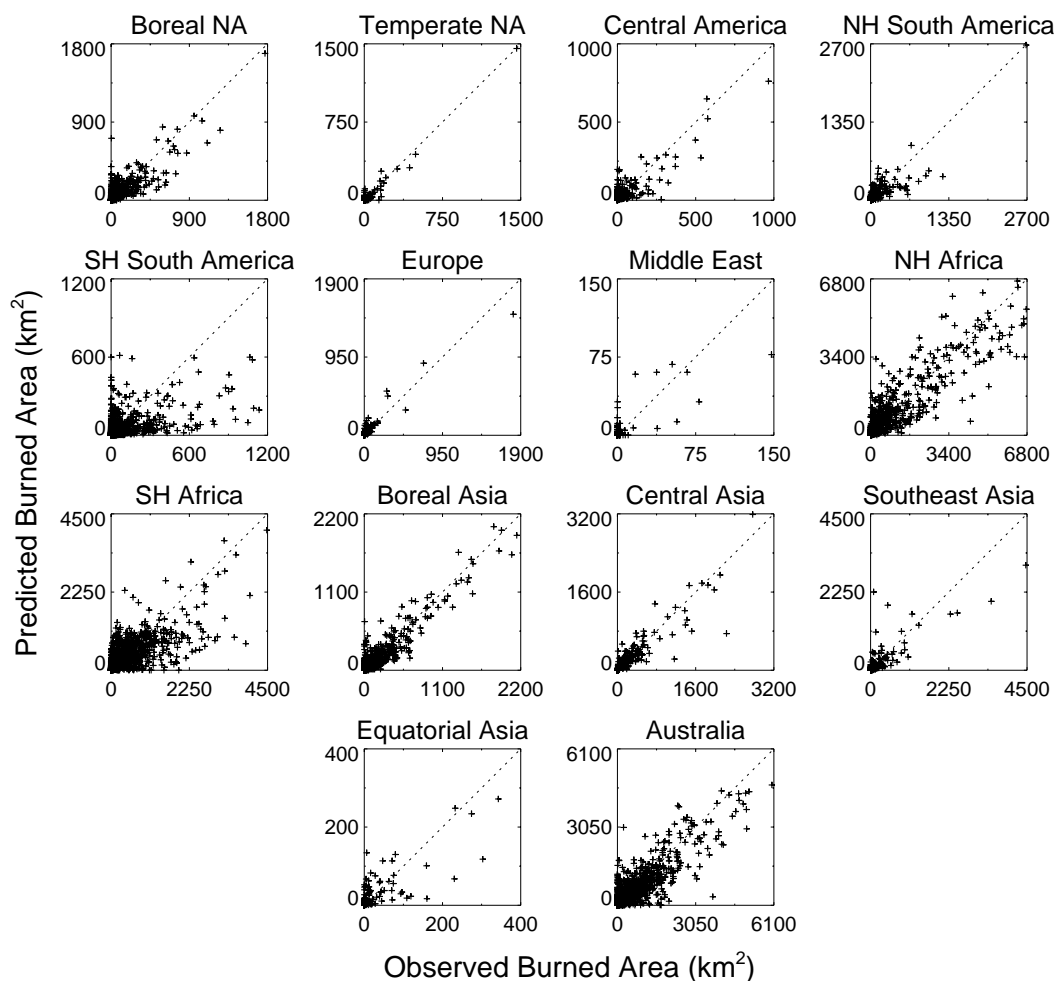 Boreal NA
Temperate NA
Central America
NH South America
1800
900
0
0 900 1800
1500
750
0
0 750 1500
1000
500
0
0 500 1000
2700
1350
0
0 1350 2700
SH South America
Europe
Middle East
NH Africa
1200
600
0
0 600 1200
1900
950
0
0 950 1900
150
75
0
0 75 150
6800
3400
0
0 3400 6800
SH Africa
Boreal Asia
Central Asia
Southeast Asia
4500
2250
0
0 2250 4500
2200
1100
0
0 1100 2200
3200
1600
0
0 1600 3200
4500
2250
0
0 2250 4500
Equatorial Asia
Australia
400
200
0
0 200 400
6100
3050
0
0 3050 6100
Predicted Burned Area (km²)
Observed Burned Area (km²)